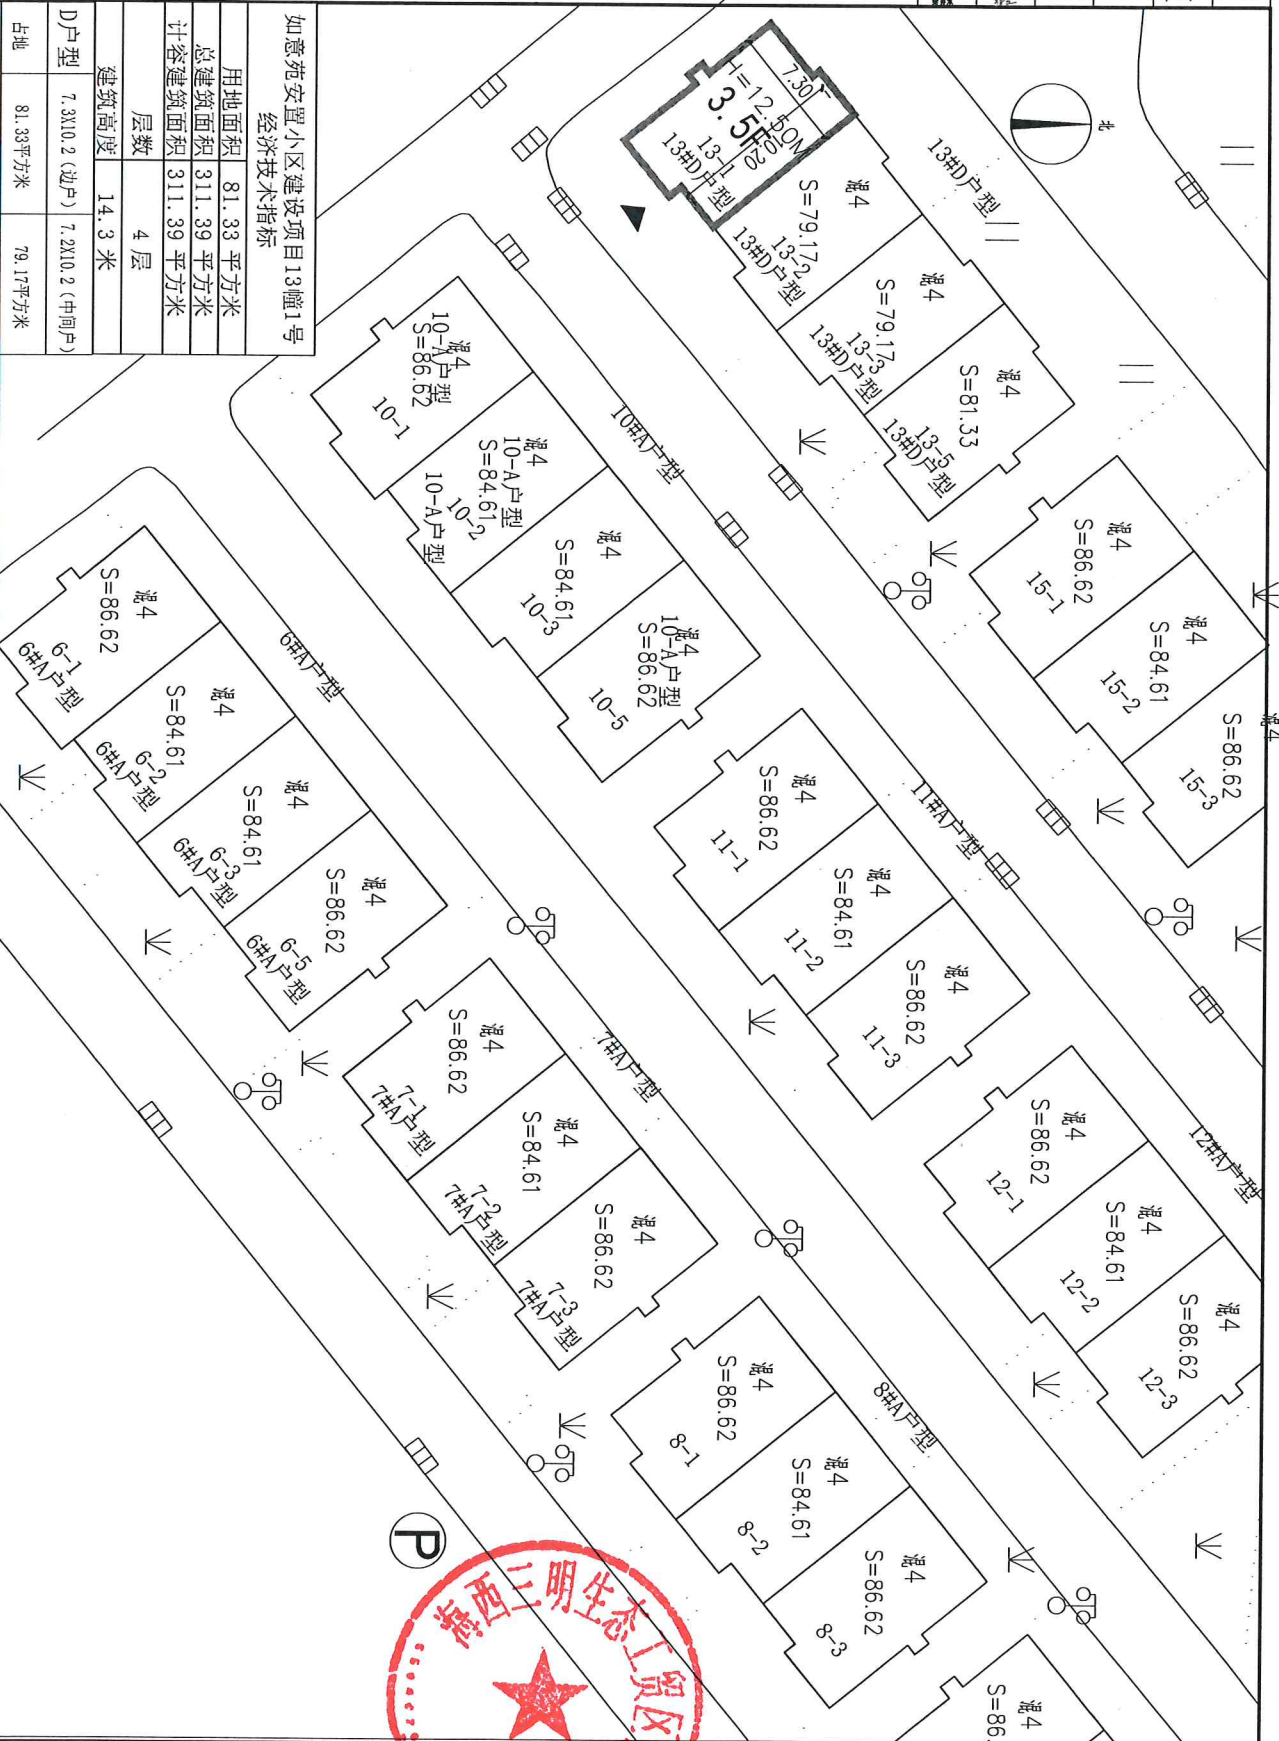 如意苑安置小区建设项目13幢1号
经济技术指标
用地面积 81.33 平方米
总建筑面积 311.39 平方米
计容建筑面积 311.39 平方米
层数 4 层
建筑高度 14.3 米
D户型 7.3X10.2（边户） 7.2X10.2（中间户）
占地 81.33平方米 79.17平方米
北
13#D户型
7.30
H=12.50M
3.5F
13-1
13#D户型
混4
S=79.17
13-2
13#D户型
混4
S=79.17
13-3
13#D户型
混4
S=81.33
13-5
13#D户型
混4
S=86.62
15-1
混4
S=84.61
15-2
混4
S=86.62
15-3
10#A户型
混4
10-A户型
S=86.62
10-1
混4
10-A户型
S=84.61
10-2
10-A户型
混4
S=84.61
10-3
混4
10-A户型
S=86.62
10-5
11#A户型
混4
S=86.62
11-1
混4
S=84.61
11-2
混4
S=86.62
11-3
12#A户型
混4
S=86.62
12-1
混4
S=84.61
12-2
混4
S=86.62
12-3
6#A户型
混4
S=86.62
6-1
6#A户型
混4
S=84.61
6-2
6#A户型
混4
S=84.61
6-3
6#A户型
混4
S=86.62
6-5
6#A户型
7#A户型
混4
S=86.62
7-1
7#A户型
混4
S=84.61
7-2
7#A户型
混4
S=86.62
7-3
7#A户型
8#A户型
混4
S=86.62
8-1
混4
S=84.61
8-2
混4
S=86.62
8-3
混4
S=86.
P
海西三明生态工贸区